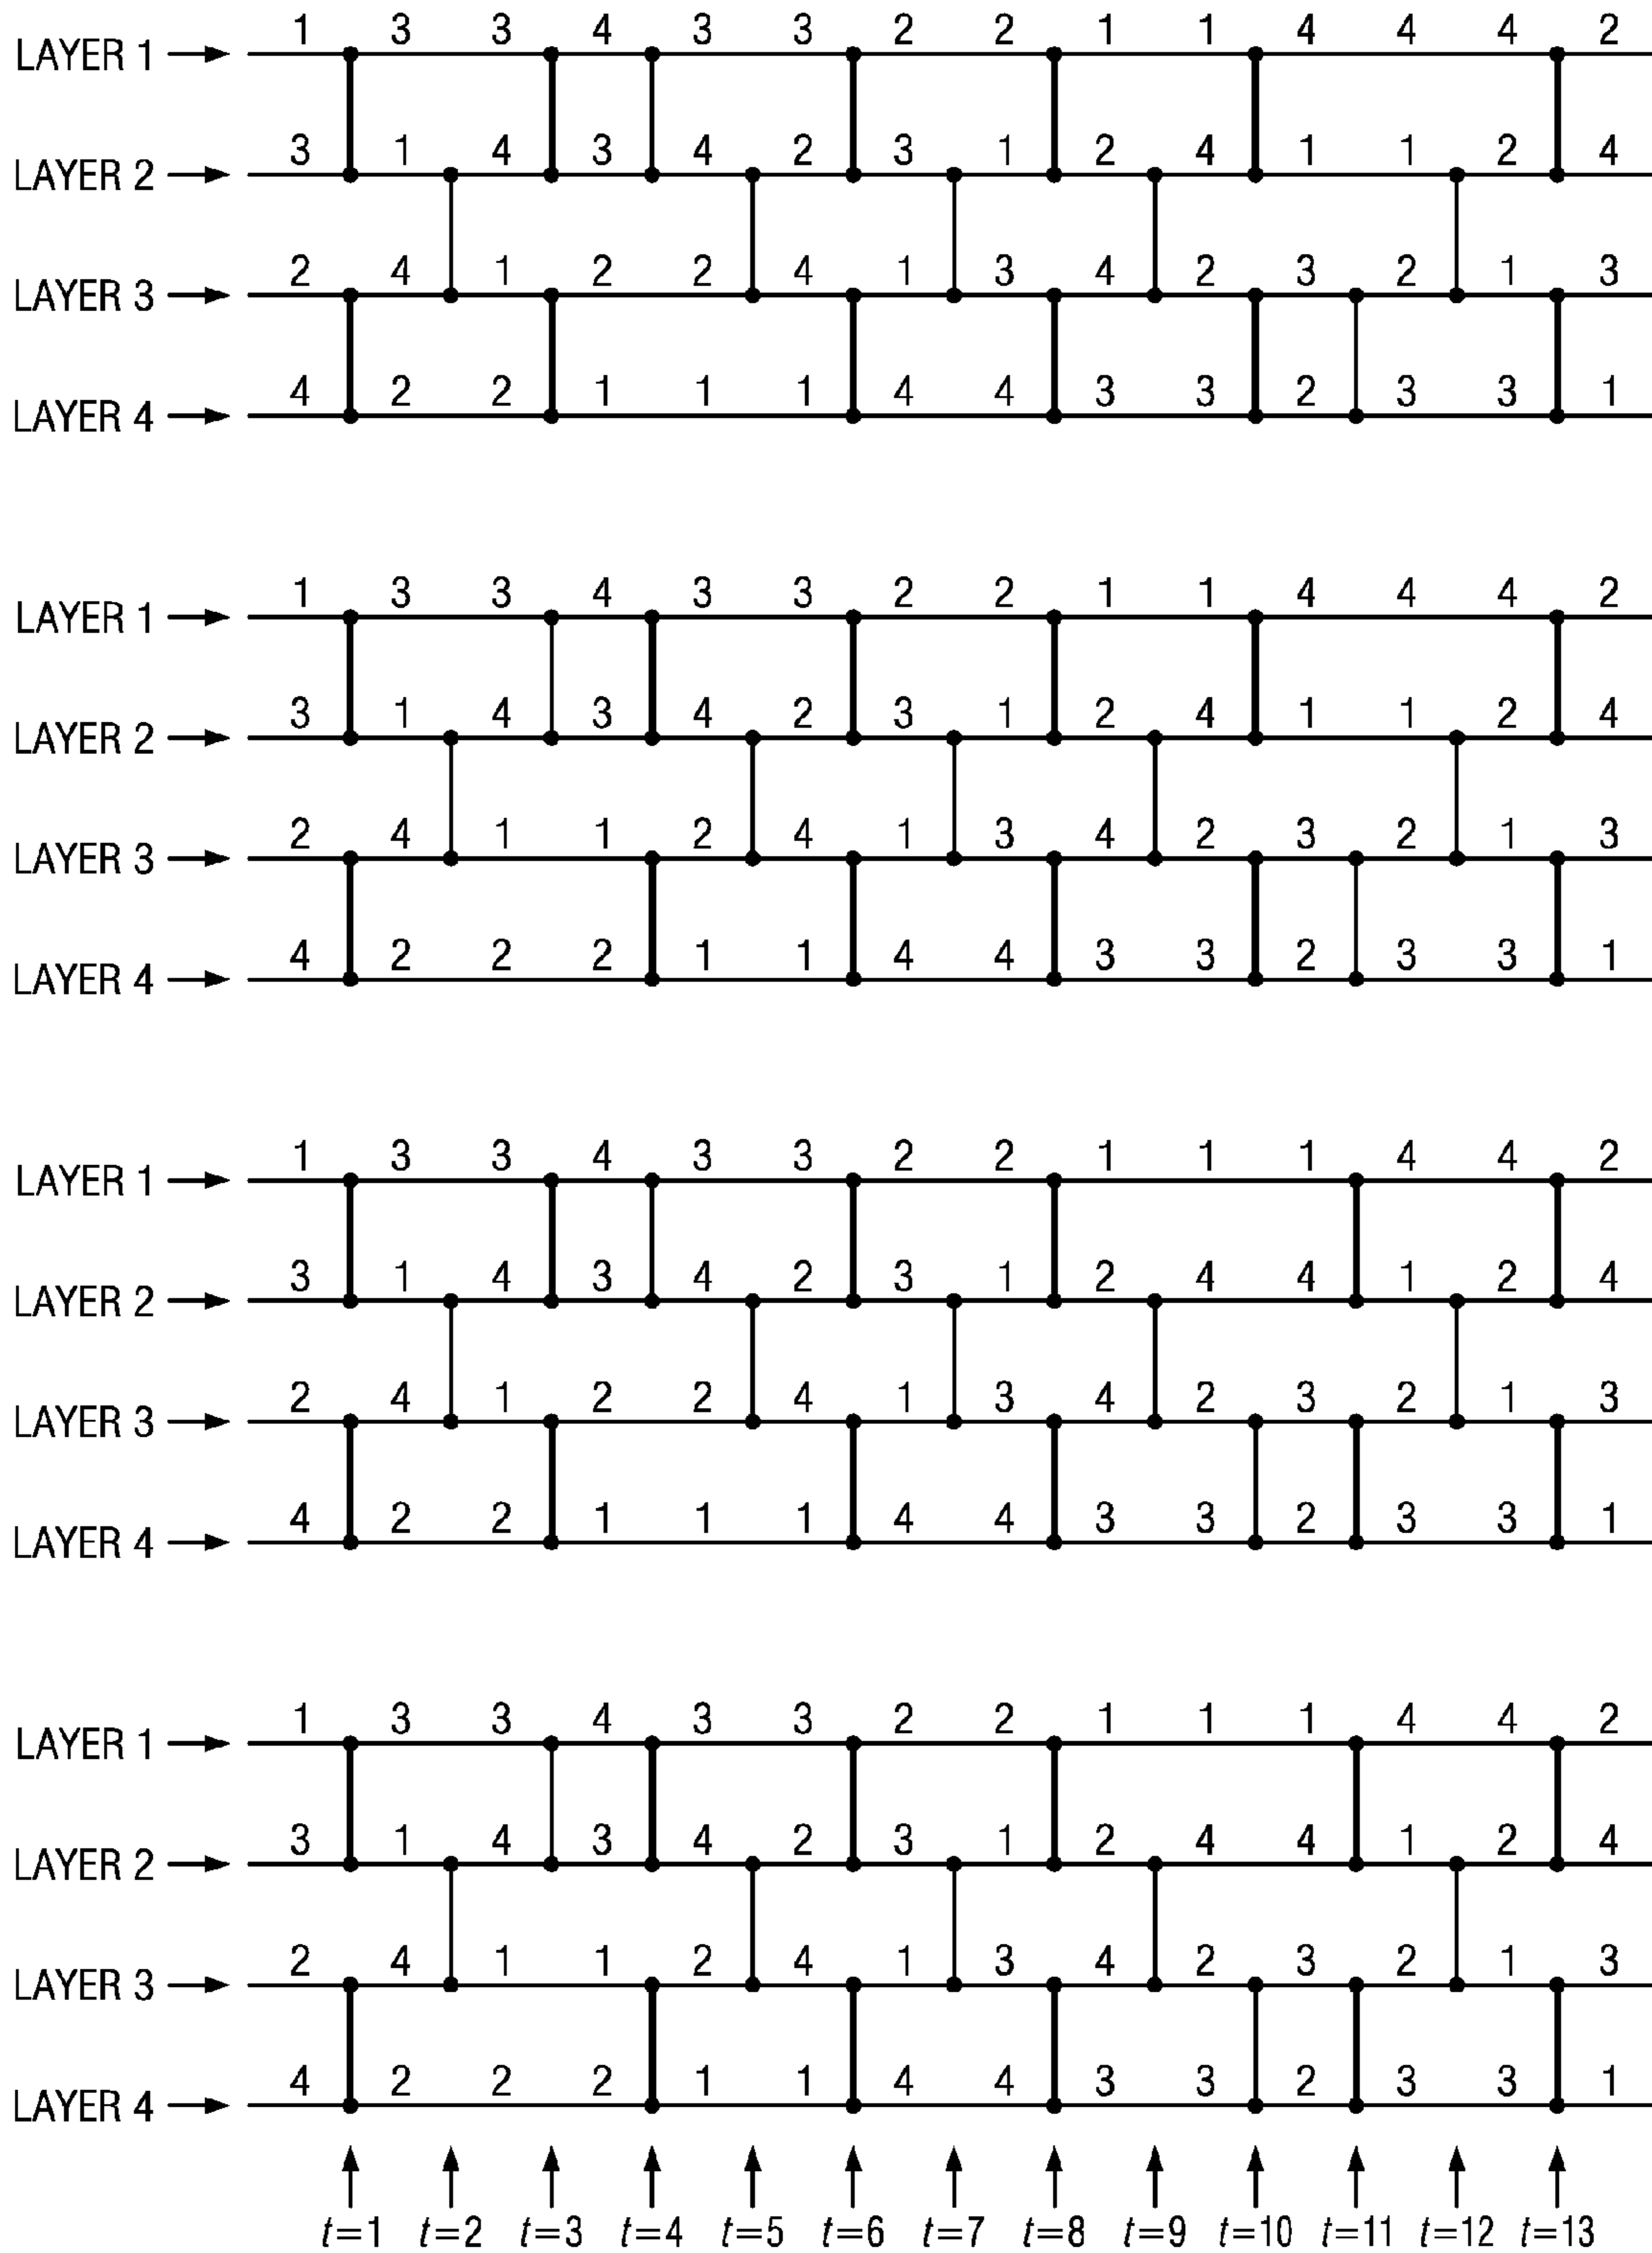 1 3 3 4 3 3 2 2 1 1 4 4 4 2
LAYER 1
3 1 4 3 4 2 3 1 2 4 1 1 2 4
LAYER 2
2 4 1 2 2 4 1 3 4 2 3 2 1 3
LAYER 3
4 2 2 1 1 1 4 4 3 3 2 3 3 1
LAYER 4
1 3 3 4 3 3 2 2 1 1 4 4 4 2
LAYER 1
3 1 4 3 4 2 3 1 2 4 1 1 2 4
LAYER 2
2 4 1 1 2 4 1 3 4 2 3 2 1 3
LAYER 3
4 2 2 2 1 1 4 4 3 3 2 3 3 1
LAYER 4
1 3 3 4 3 3 2 2 1 1 1 4 4 2
LAYER 1
3 1 4 3 4 2 3 1 2 4 4 1 2 4
LAYER 2
2 4 1 2 2 4 1 3 4 2 3 2 1 3
LAYER 3
4 2 2 1 1 1 4 4 3 3 2 3 3 1
LAYER 4
1 3 3 4 3 3 2 2 1 1 1 4 4 2
LAYER 1
3 1 4 3 4 2 3 1 2 4 4 1 2 4
LAYER 2
2 4 1 1 2 4 1 3 4 2 3 2 1 3
LAYER 3
4 2 2 2 1 1 4 4 3 3 2 3 3 1
LAYER 4
t=1 t=2 t=3 t=4 t=5 t=6 t=7 t=8 t=9 t=10 t=11 t=12 t=13